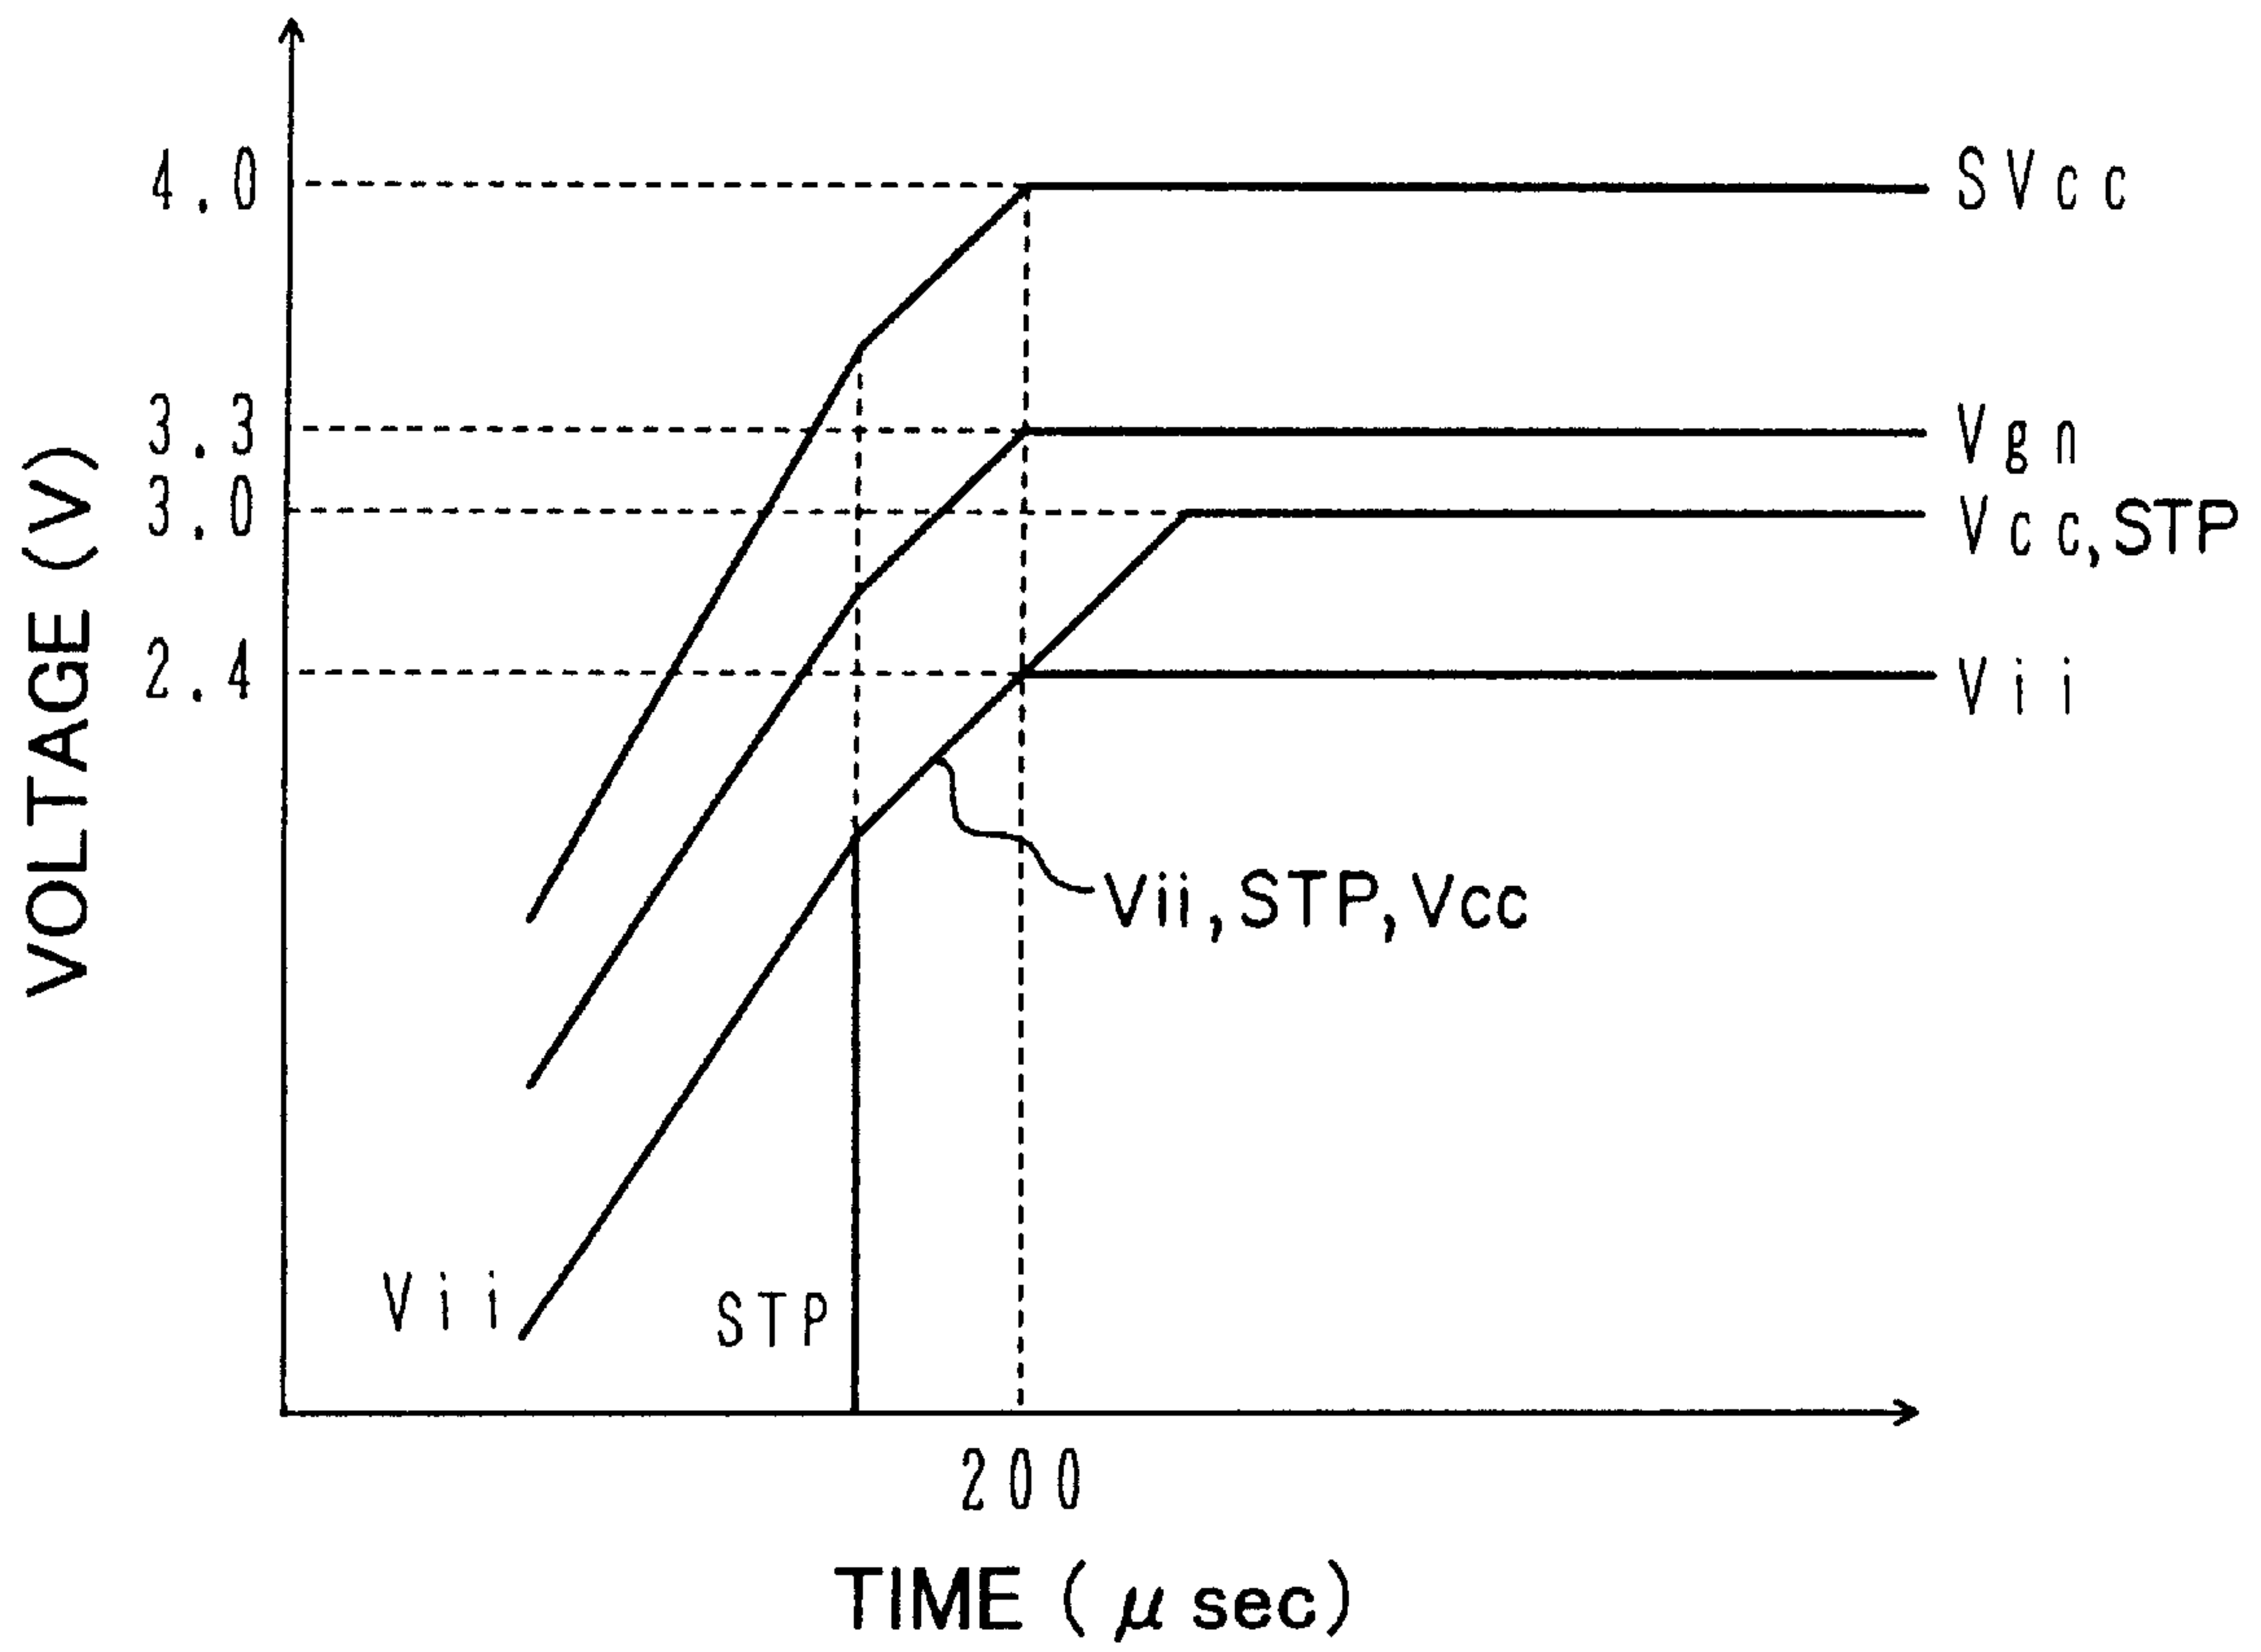 4.0
SVcc
3.3
Vgn
3.0
Vcc,STP
2.4
Vii
VOLTAGE (V)
Vii,STP,Vcc
Vii
STP
200
TIME (μsec)